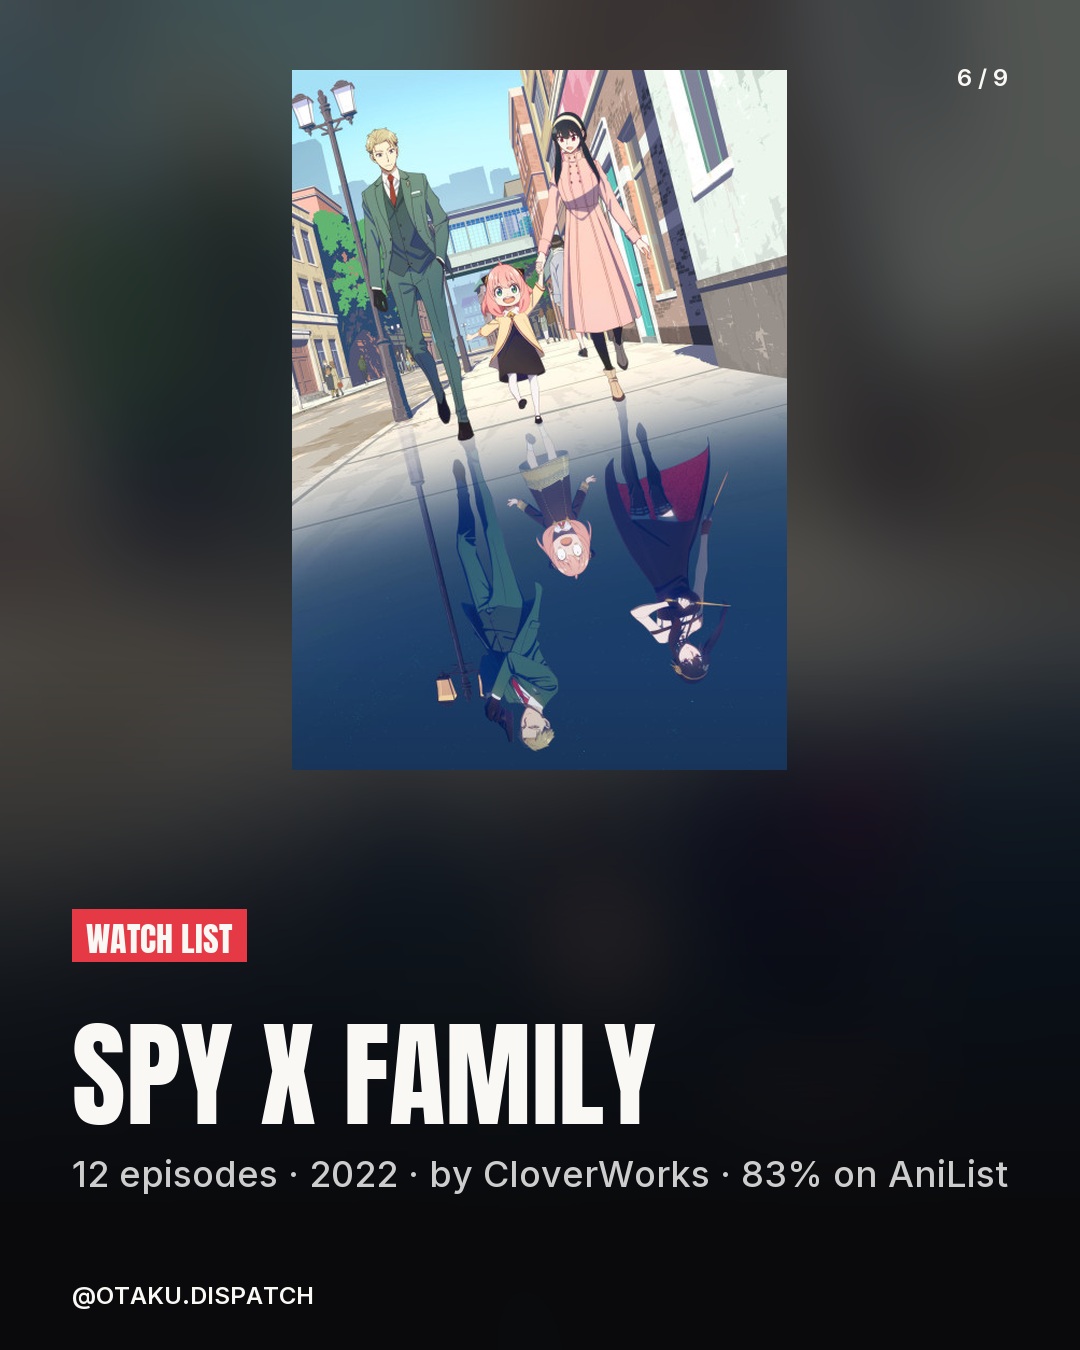 6 / 9
WATCH LIST
SPY X FAMILY
12 episodes · 2022 · by CloverWorks · 83% on AniList
@OTAKU.DISPATCH